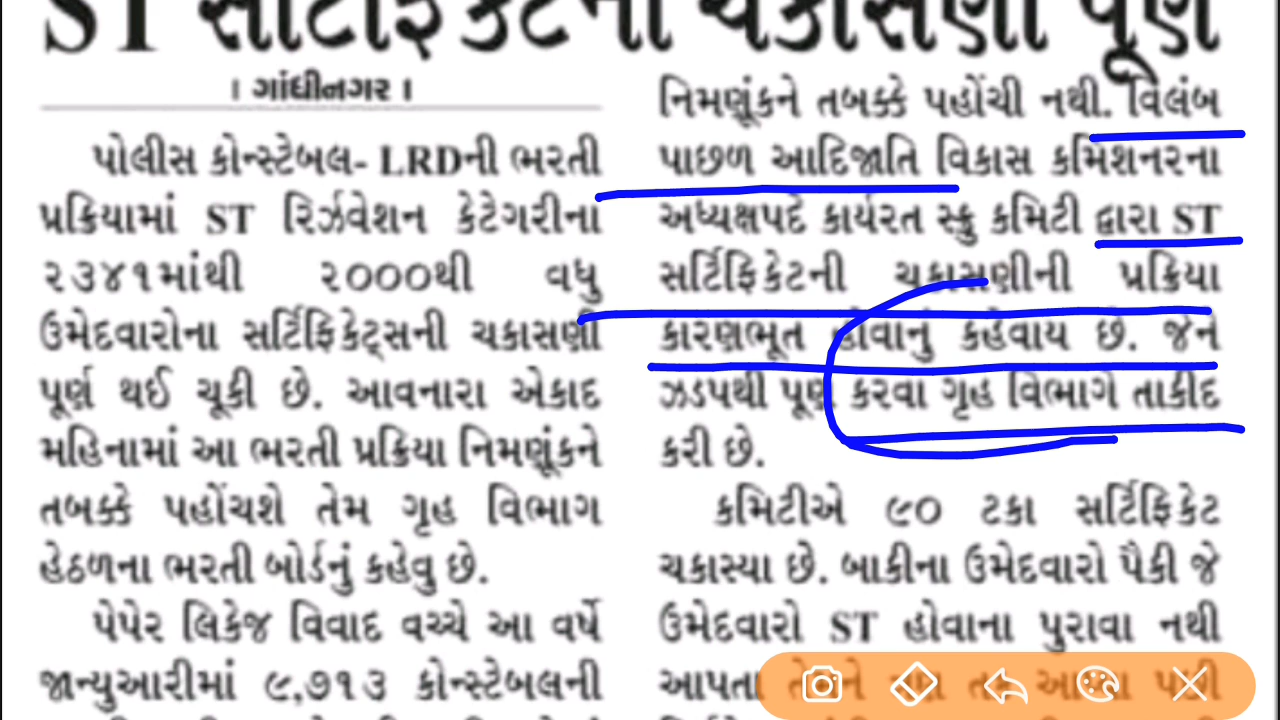 ST સર્ટિફિકેટની ચકાસણી પૂર્ણ
। ગાંધીનગર ।
પોલીસ કોન્સ્ટેબલ- LRDની ભરતી
પ્રક્રિયામાં ST રિર્ઝવેશન કેટેગરીના
૨૩૪૧માંથી ૨૦૦૦થી વધુ
ઉમેદવારોના સર્ટિફિકેટ્સની ચકાસણી
પૂર્ણ થઈ ચૂકી છે. આવનારા એકાદ
મહિનામાં આ ભરતી પ્રક્રિયા નિમણૂંકને
તબક્કે પહોંચશે તેમ ગૃહ વિભાગ
હેઠળના ભરતી બોર્ડનું કહેવુ છે.
પેપેર લિકેજ વિવાદ વચ્ચે આ વર્ષે
જાન્યુઆરીમાં ૯,૭૧૩ કોન્સ્ટેબલની
નિમણૂંકને તબક્કે પહોંચી નથી. વિલંબ
પાછળ આદિજાતિ વિકાસ કમિશનરના
અધ્યક્ષપદે કાર્યરત સ્ક્રુ કમિટી દ્વારા ST
સર્ટિફિકેટની ચકાસણીની પ્રક્રિયા
કારણભૂત હોવાનું કહેવાય છે. જેને
ઝડપથી પૂર્ણ કરવા ગૃહ વિભાગે તાકીદ
કરી છે.
કમિટીએ ૯૦ ટકા સર્ટિફિકેટ
ચકાસ્યા છે. બાકીના ઉમેદવારો પૈકી જે
ઉમેદવારો ST હોવાના પુરાવા નથી
આપતા